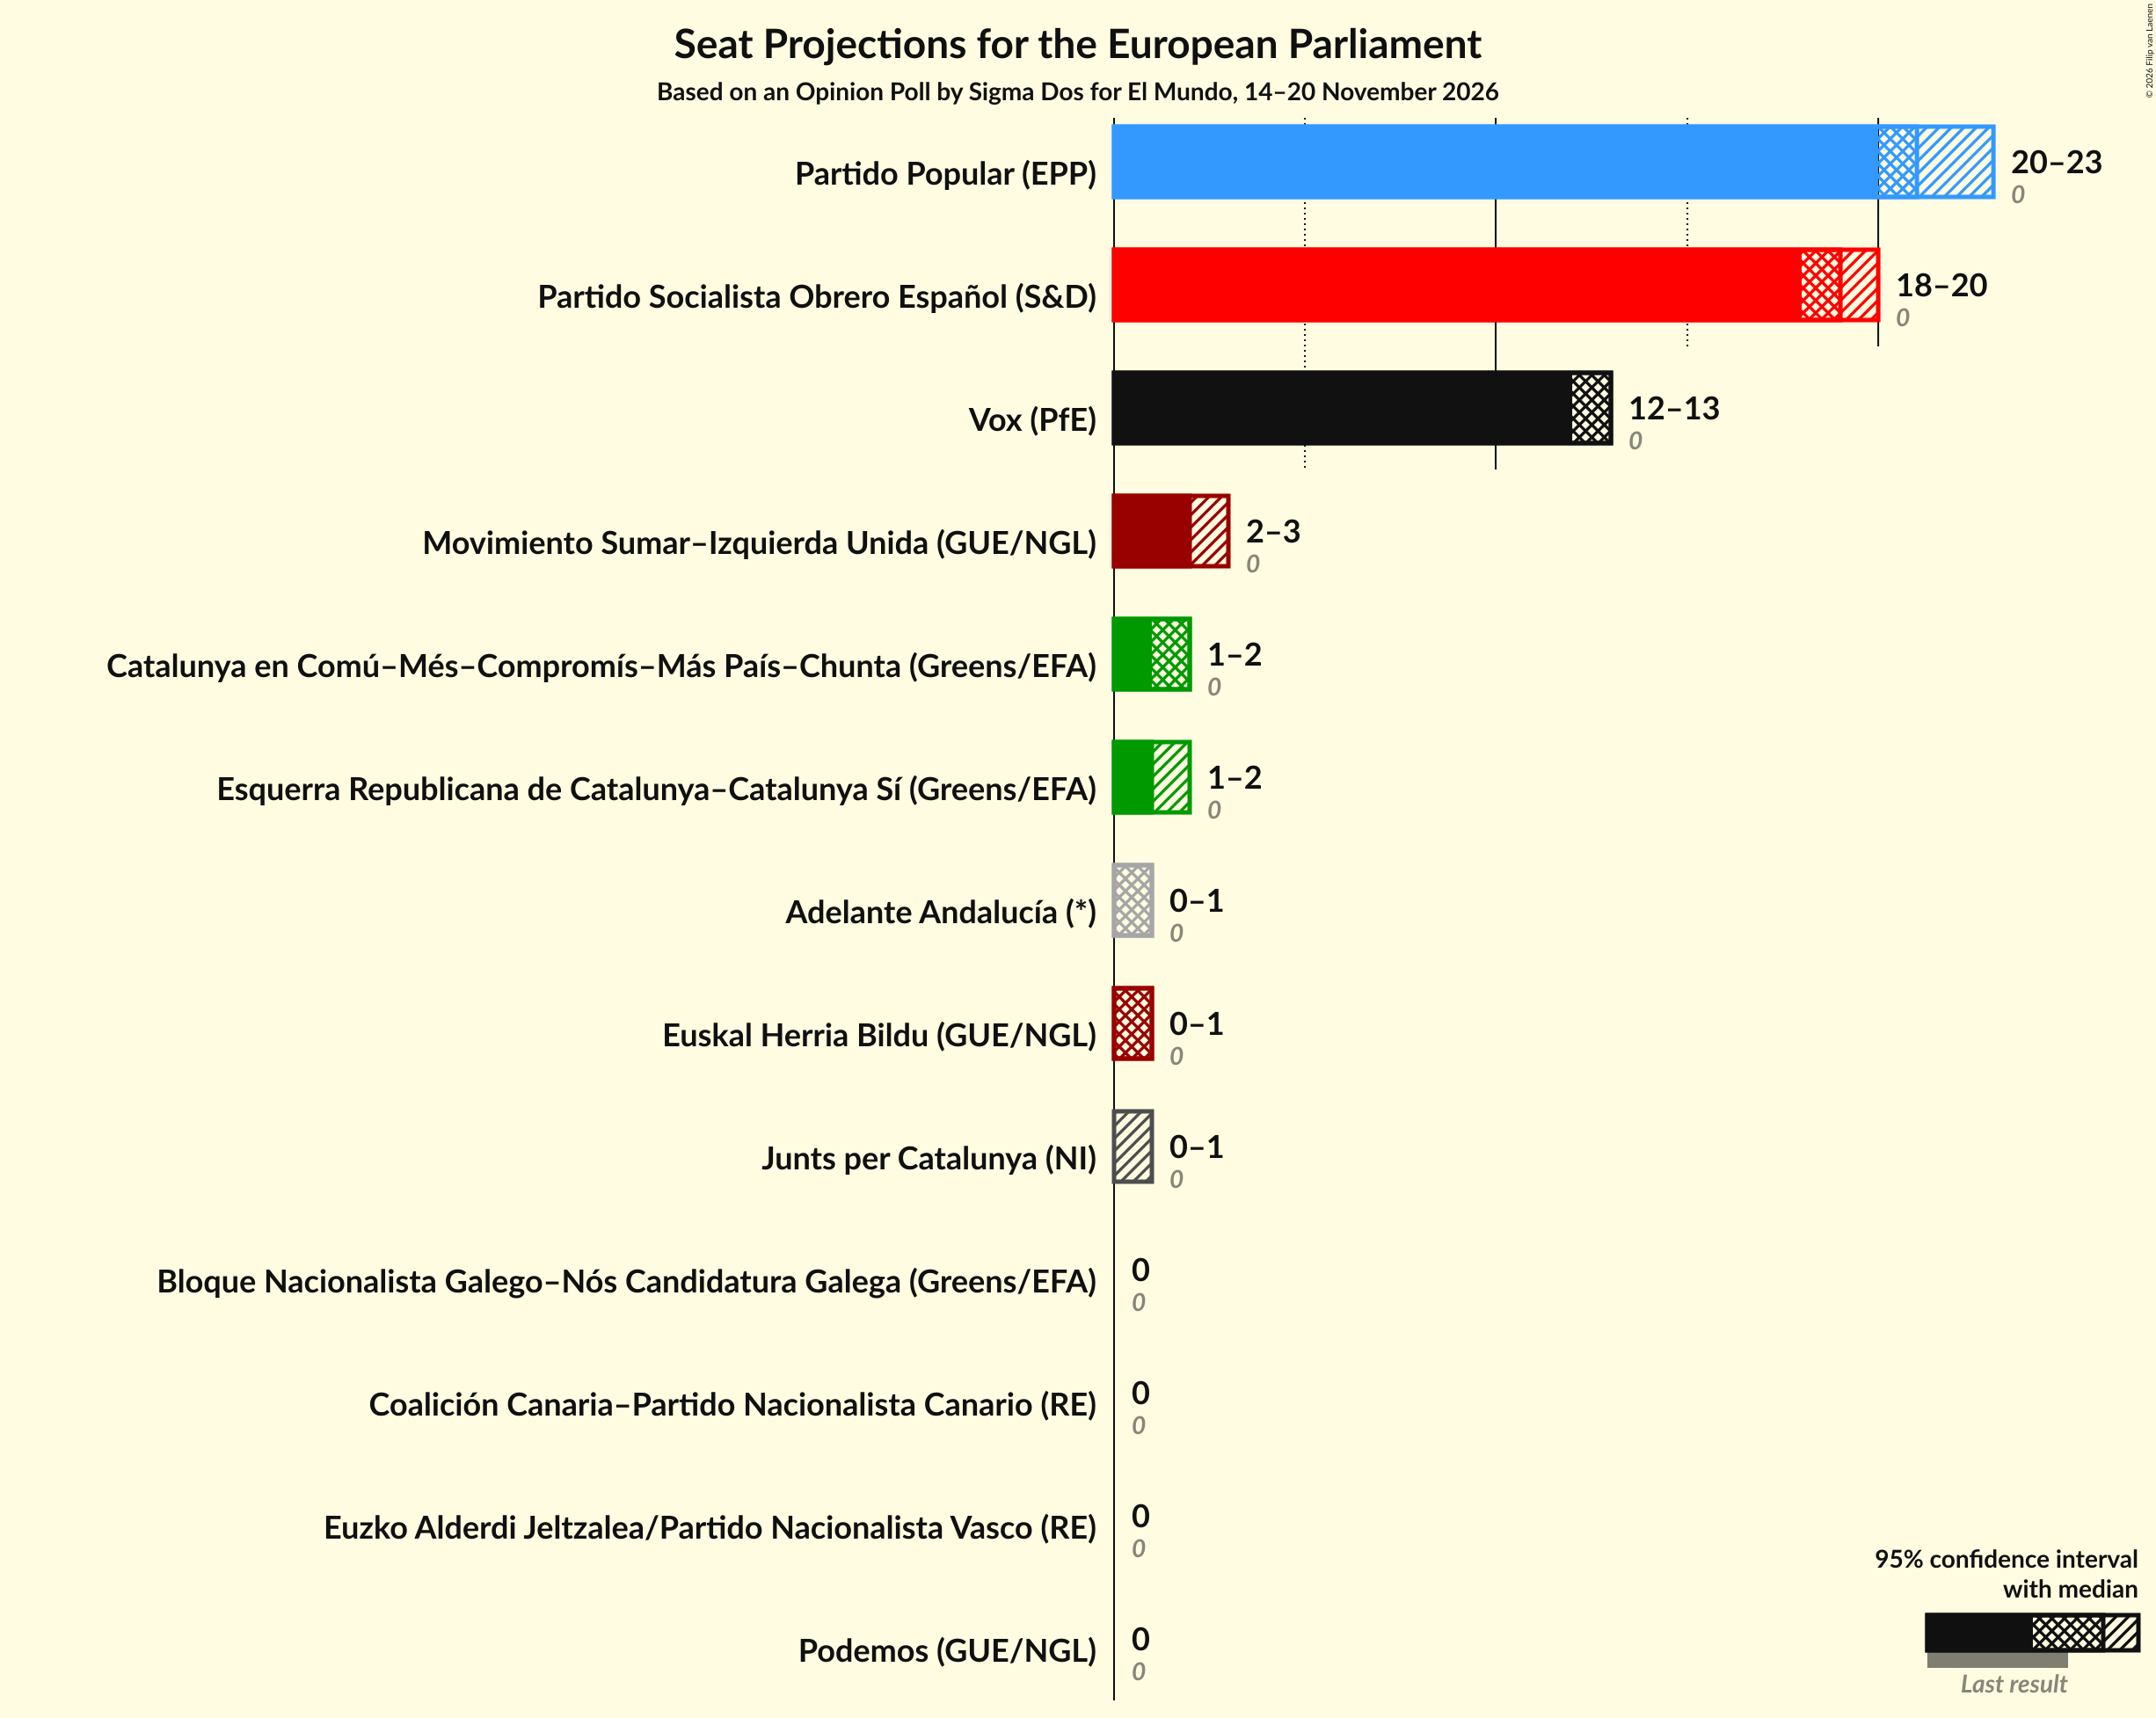 Seat Projections for the European Parliament
Based on an Opinion Poll by Sigma Dos for El Mundo, 14–20 November 2026
© 2026 Filip van Laenen
Partido Popular (EPP)
20–23
0
Partido Socialista Obrero Español (S&D)
18–20
0
Vox (PfE)
12–13
0
Movimiento Sumar–Izquierda Unida (GUE/NGL)
2–3
0
Catalunya en Comú–Més–Compromís–Más País–Chunta (Greens/EFA)
1–2
0
Esquerra Republicana de Catalunya–Catalunya Sí (Greens/EFA)
1–2
0
Adelante Andalucía (*)
0–1
0
Euskal Herria Bildu (GUE/NGL)
0–1
0
Junts per Catalunya (NI)
0–1
0
Bloque Nacionalista Galego–Nós Candidatura Galega (Greens/EFA)
0
0
Coalición Canaria–Partido Nacionalista Canario (RE)
0
0
Euzko Alderdi Jeltzalea/Partido Nacionalista Vasco (RE)
0
0
Podemos (GUE/NGL)
0
0
95% confidence interval
with median
Last result